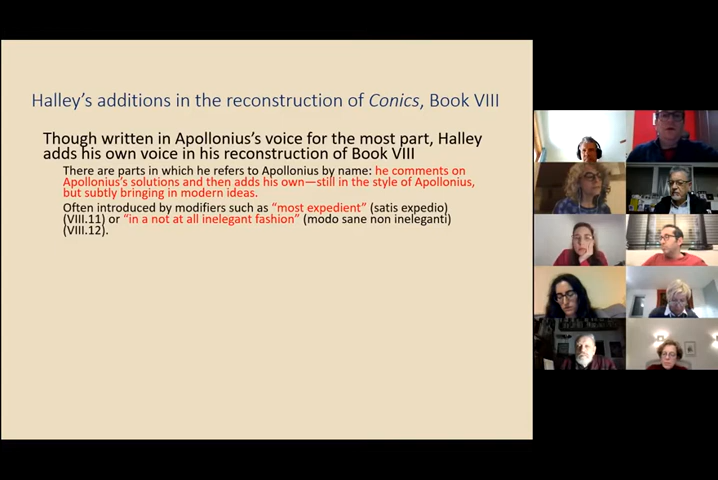 Halley's additions in the reconstruction of Conics, Book VIII
Though written in Apollonius's voice for the most part, Halley
adds his own voice in his reconstruction of Book VIII
There are parts in which he refers to Apollonius by name: he comments on
Apollonius's solutions and then adds his own—still in the style of Apollonius,
but subtly bringing in modern ideas.
Often introduced by modifiers such as "most expedient" (satis expedio)
(VIII.11) or "in a not at all inelegant fashion" (modo sane non ineleganti)
(VIII.12).